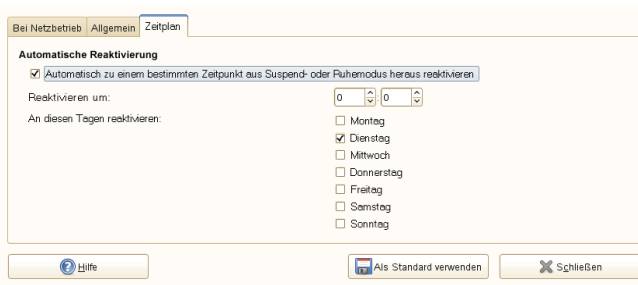 Bei Netzbetrieb Allgemein Zeitplan
Automatische Reaktivierung
Automatisch zu einem bestimmten Zeitpunkt aus Suspend- oder Ruhemodus heraus reaktivieren
Reaktivieren um: 0 : 0
An diesen Tagen reaktivieren: Montag
Dienstag
Mittwoch
Donnerstag
Freitag
Samstag
Sonntag
Hilfe Als Standard verwenden Schließen